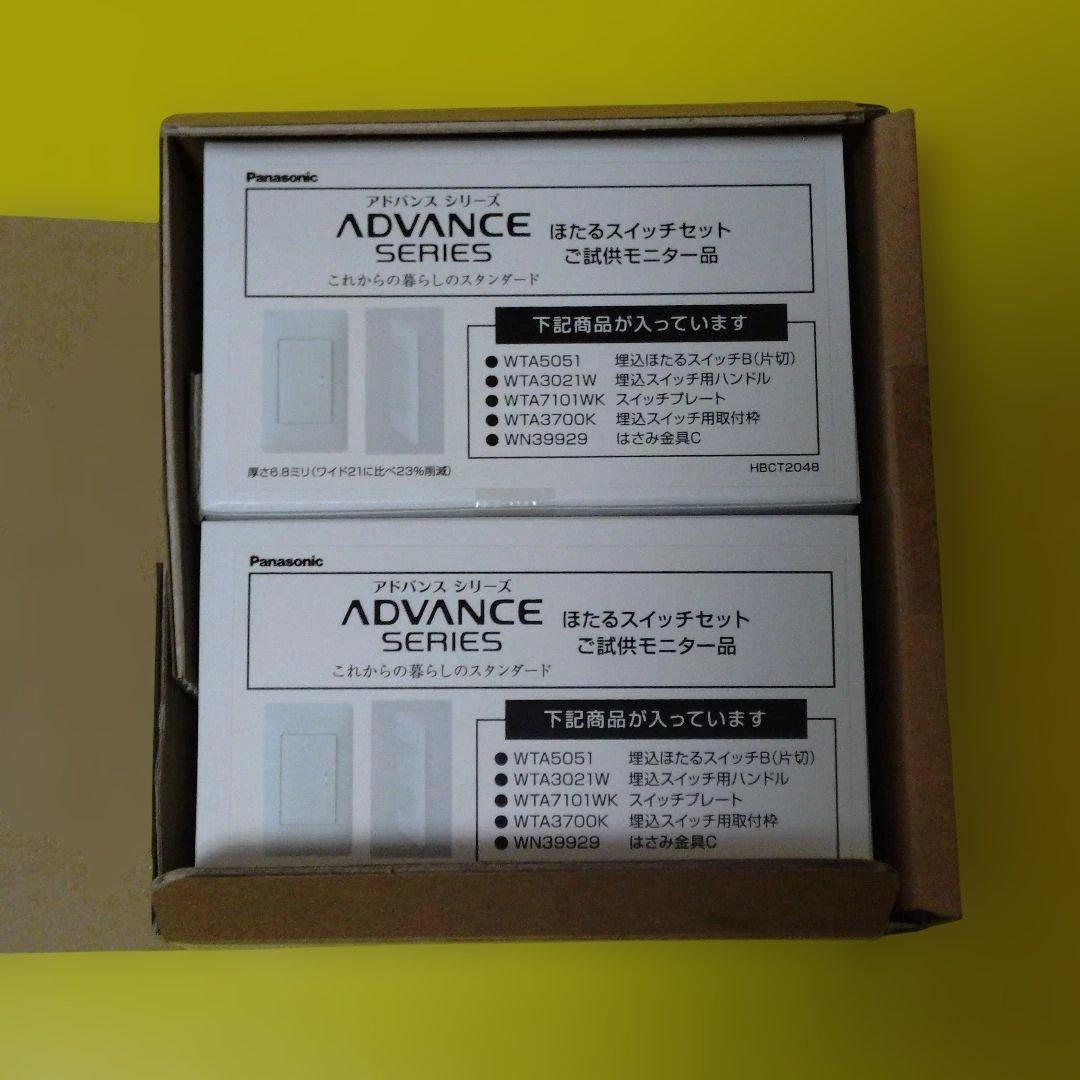 Panasonic
アドバンス シリーズ
ADVANCE
SERIES
これからの暮らしのスタンダード
ほたるスイッチセット
ご試供モニター品
下記商品が入っています
● WTA5051 埋込ほたるスイッチB(片切)
● WTA3021W 埋込スイッチ用ハンドル
● WTA7101WK スイッチプレート
● WTA3700K 埋込スイッチ用取付枠
● WN39929 はさみ金具C
厚さ6.8ミリ(ワイド21に比べ23%削減)
HBCT2048
Panasonic
アドバンス シリーズ
ADVANCE
SERIES
これからの暮らしのスタンダード
ほたるスイッチセット
ご試供モニター品
下記商品が入っています
● WTA5051 埋込ほたるスイッチB(片切)
● WTA3021W 埋込スイッチ用ハンドル
● WTA7101WK スイッチプレート
● WTA3700K 埋込スイッチ用取付枠
● WN39929 はさみ金具C